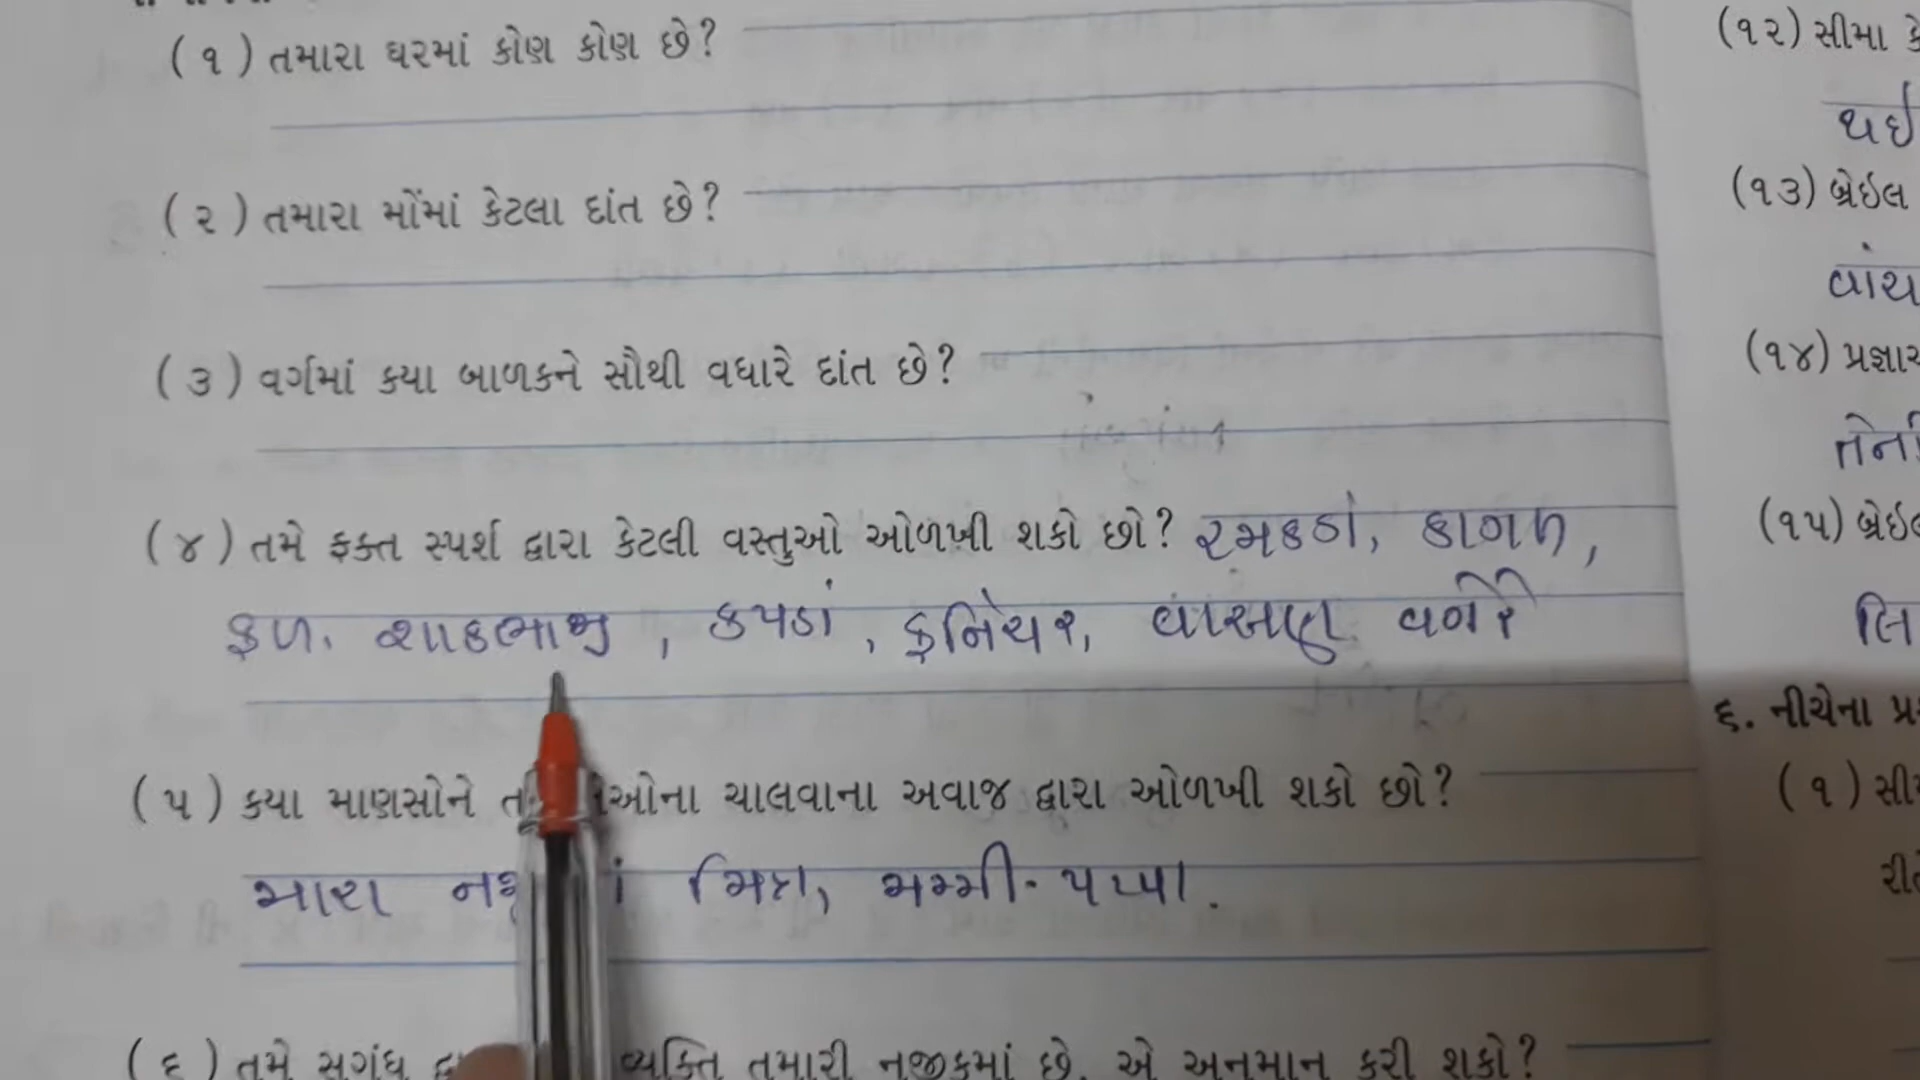 (૧) તમારા ઘરમાં કોણ કોણ છે?
(૨) તમારા મોંમાં કેટલા દાંત છે?
(૩) વર્ગમાં કયા બાળકને સૌથી વધારે દાંત છે?
(૪) તમે ફક્ત સ્પર્શ દ્વારા કેટલી વસ્તુઓ ઓળખી શકો છો? રમકડાં, કાગળ,
ફળ. શાકભાજી, કપડાં, ફર્નિચર, વાસણ વગેરે
(૫) કયા માણસોને ચાલવાના અવાજ દ્વારા ઓળખી શકો છો?
મારા મિત્રો, મમ્મી-પપ્પા.
(૬) તમે સુગંધ વ્યક્તિ તમારી નજીકમાં છે. એ અનુમાન કરી શકો?
(૧૨) સીમા
થઈ
(૧૩) બ્રેઇલ
(૧૪)
(૧૫)
૬. નીચેના
(૧)